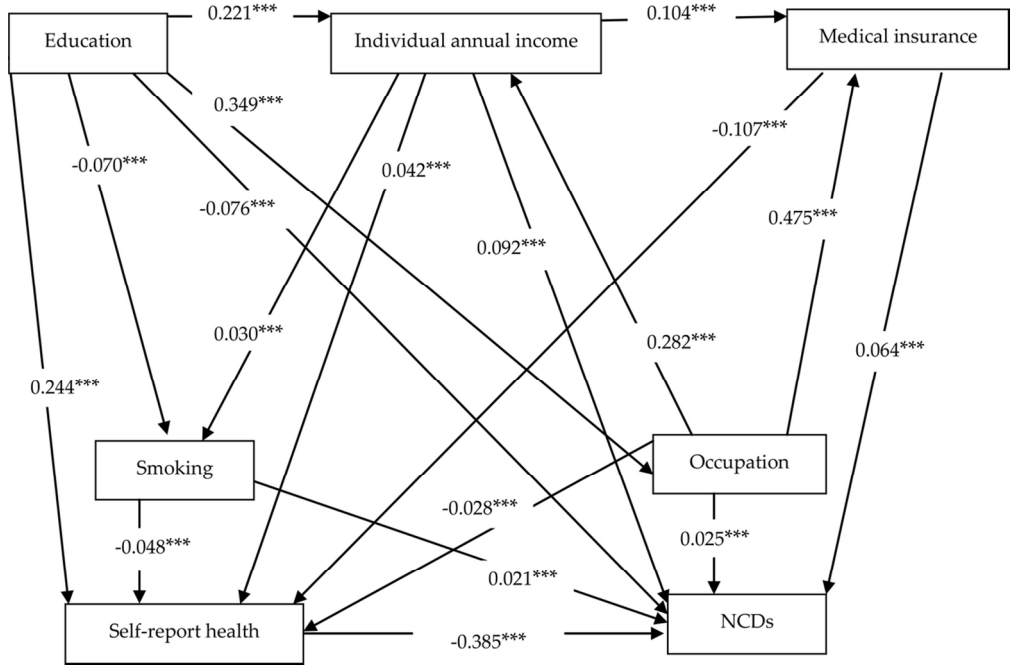 0.221***
0.104***
Education
Individual annual income
Medical insurance
0.349***
-0.107***
-0.070***
0.042***
-0.076***
0.475***
0.092***
0.030***
0.282***
0.064***
0.244***
Smoking
Occupation
-0.028***
-0.048***
0.025***
0.021***
Self-report health
NCDs
-0.385***